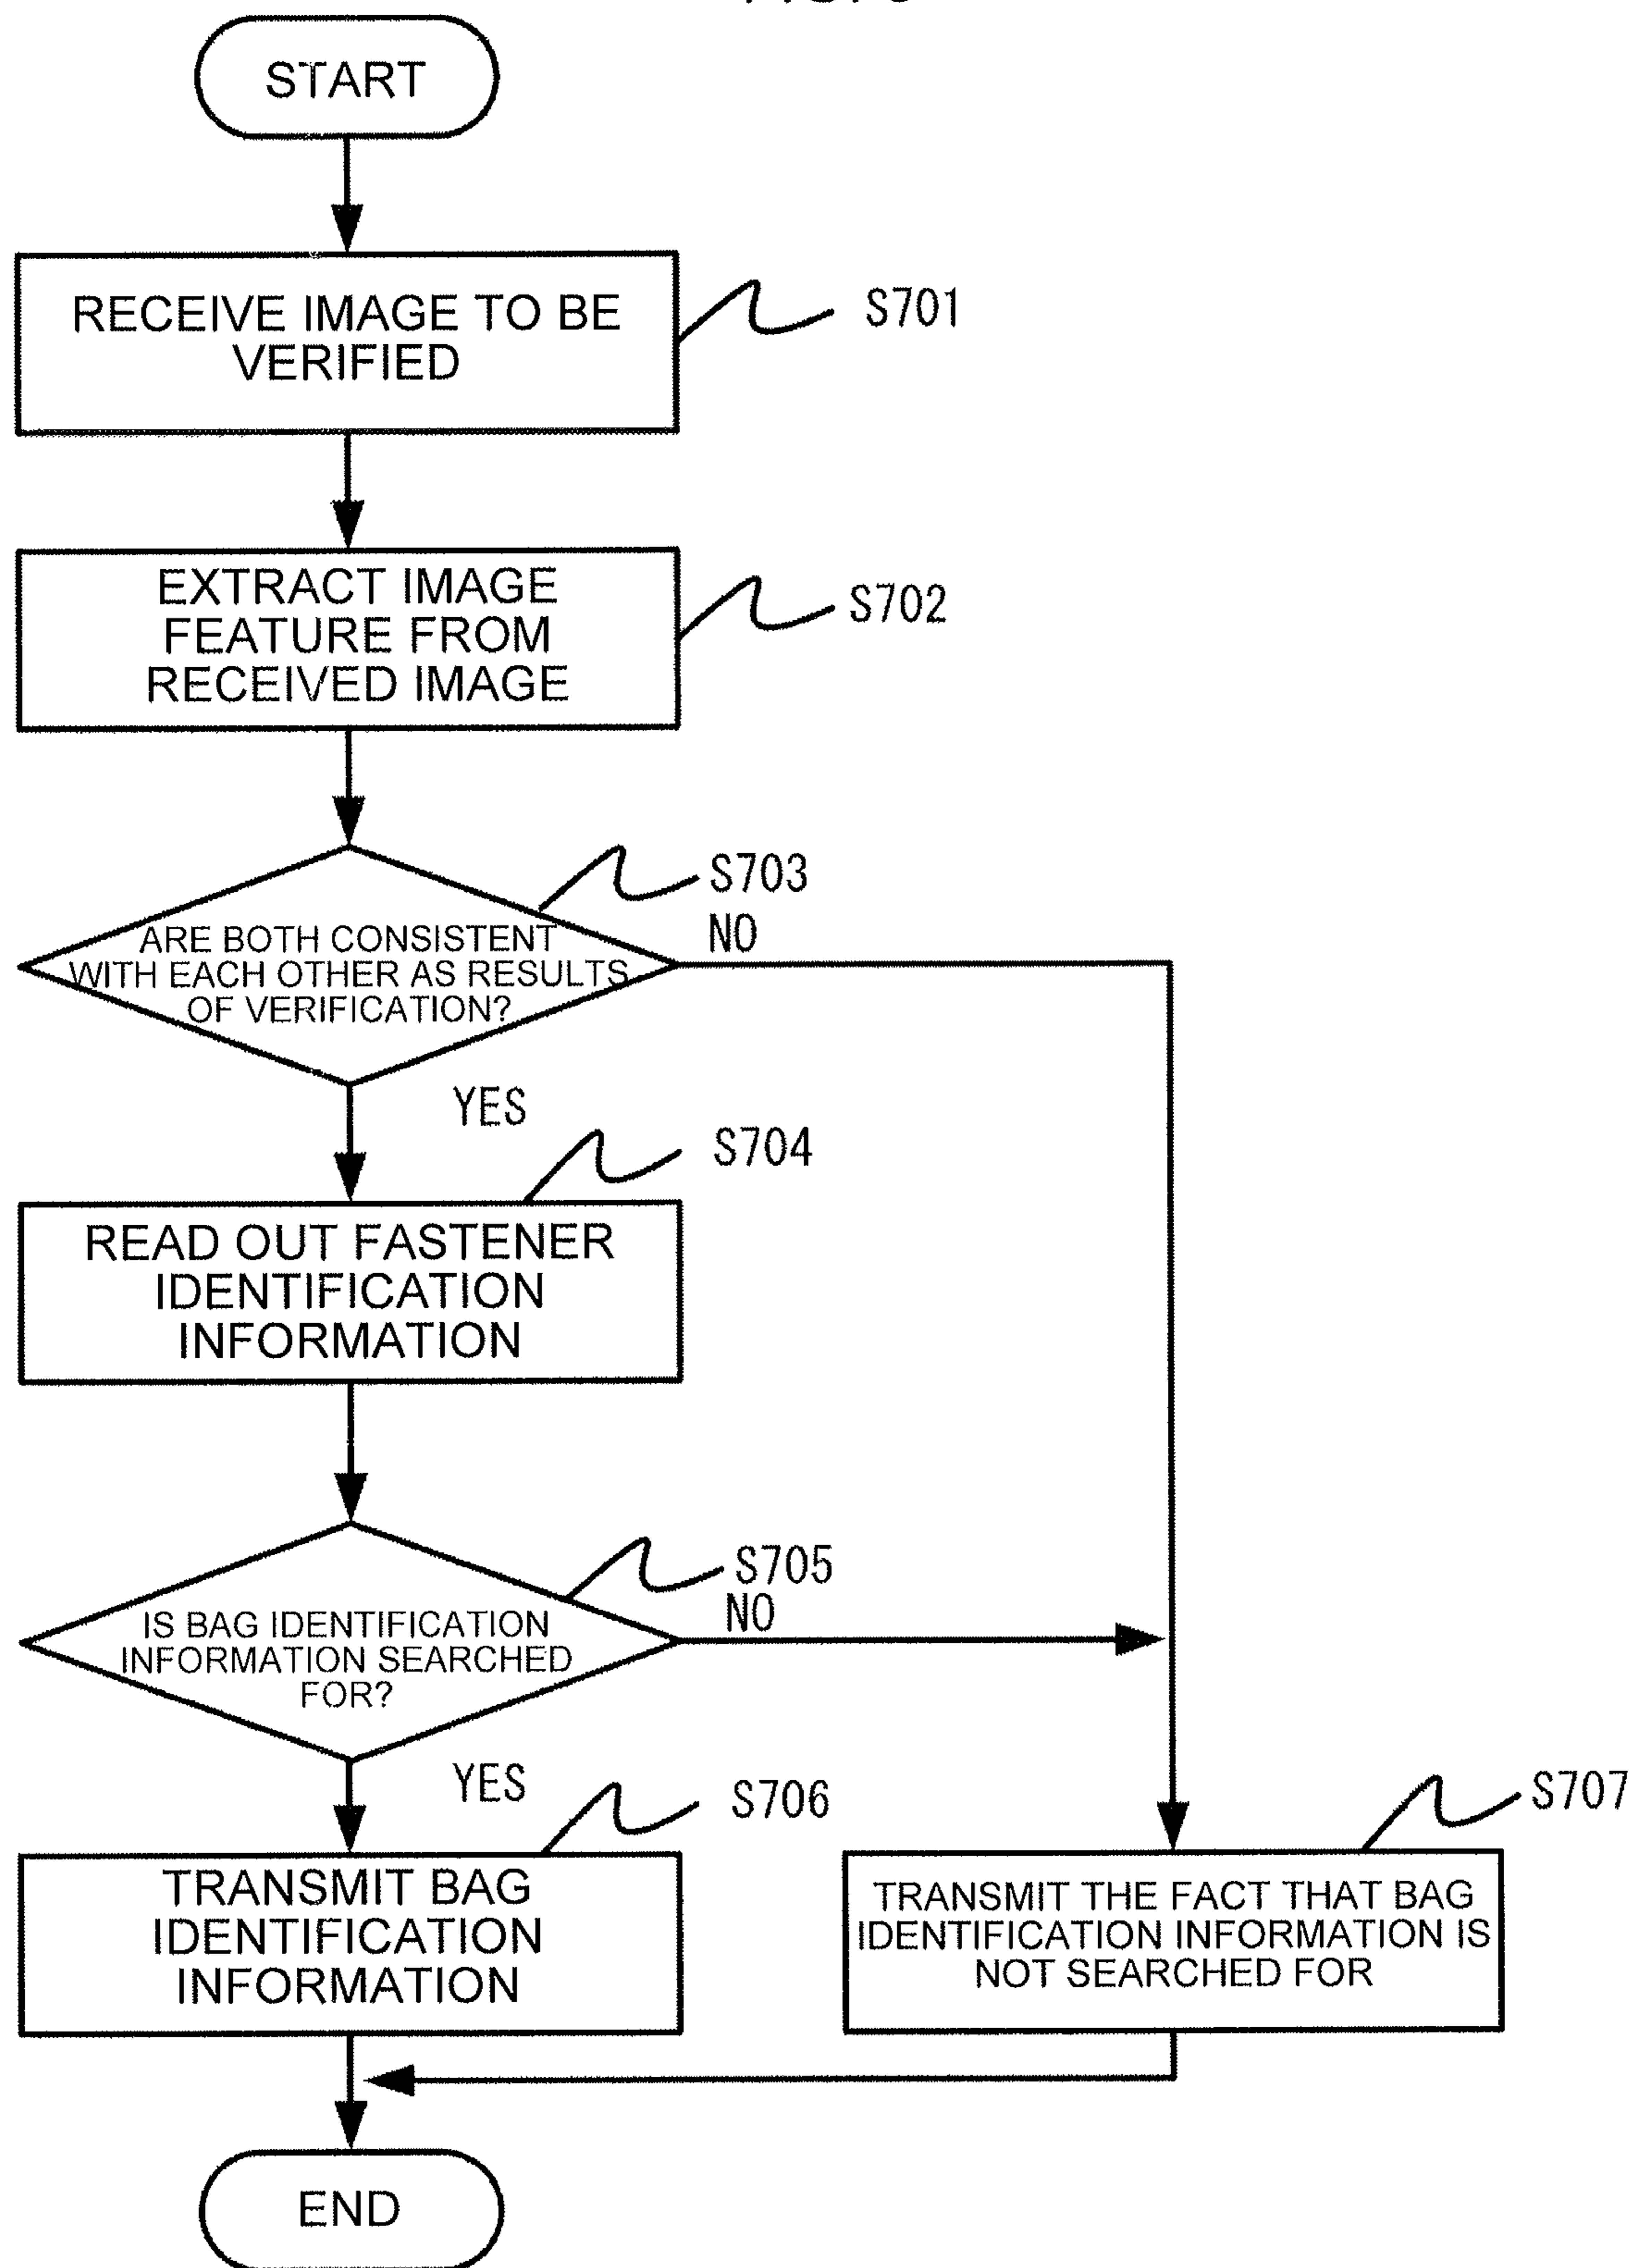 START
RECEIVE IMAGE TO BE
VERIFIED
S701
EXTRACT IMAGE
FEATURE FROM
RECEIVED IMAGE
S702
S703
ARE BOTH CONSISTENT
WITH EACH OTHER AS RESULTS
OF VERIFICATION?
NO
YES
S704
READ OUT FASTENER
IDENTIFICATION
INFORMATION
S705
IS BAG IDENTIFICATION
INFORMATION SEARCHED
FOR?
NO
YES
S706
TRANSMIT BAG
IDENTIFICATION
INFORMATION
S707
TRANSMIT THE FACT THAT BAG
IDENTIFICATION INFORMATION IS
NOT SEARCHED FOR
END